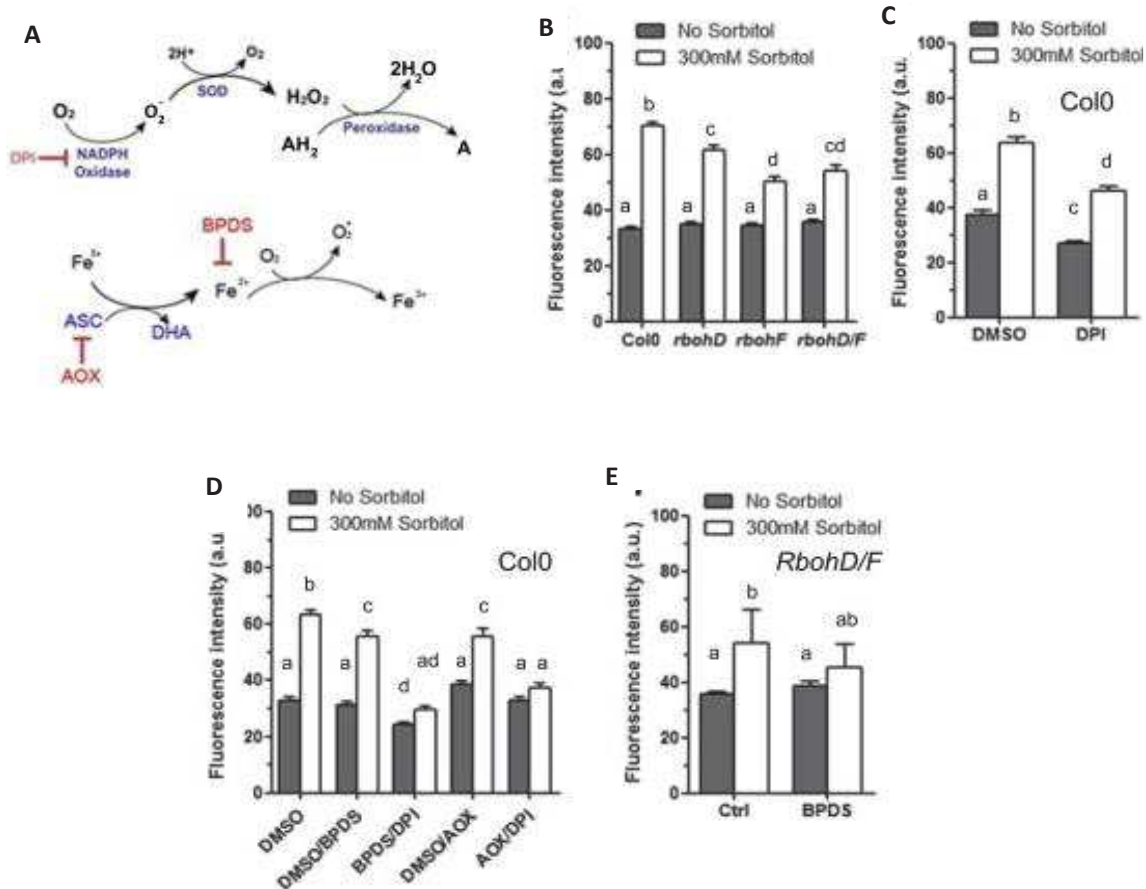 A
2H⁺
O₂
SOD
O₂
O₂⁻
H₂O₂
2H₂O
AH₂
Peroxidase
A
DPI
NADPH
Oxidase
BPDS
Fe³⁺
O₂
Fe²⁺
Fe³⁺
ASC
DHA
AOX
B
No Sorbitol
300mM Sorbitol
Fluorescence intensity (a.u
100
80
60
40
20
0
a b a c a d a cd
Col0 rbohD rbohF rbohD/F
C
No Sorbitol
300mM Sorbitol
Col0
Fluorescence intensity (a.u.
100
80
60
40
20
0
a b c d
DMSO DPI
D
No Sorbitol
300mM Sorbitol
Col0
Fluorescence intensity (a.u.)
00
80
60
40
20
0
a b a c d ad a c a a
DMSO DMSO/BPDS BPDS/DPI DMSO/AOX AOX/DPI
E
No Sorbitol
300mM Sorbitol
RbohD/F
Fluorescence intensity (a.u.)
100
80
60
40
20
0
a b a ab
Ctrl BPDS